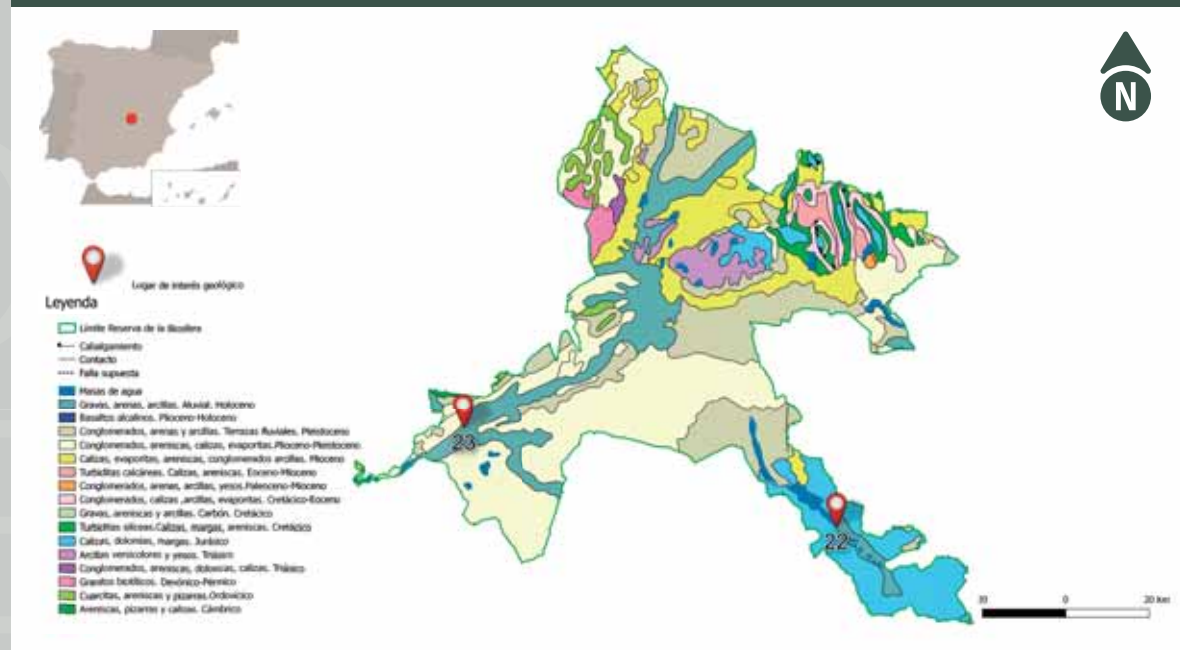 N
Lugar de interés geológico
Leyenda
Límite Reserva de la Biosfera
Cabalgamiento
Contacto
Falla supuesta
Masas de agua
Gravas, arenas, arcillas. Aluvial. Holoceno
Basaltos alcalinos. Plioceno-Holoceno
Conglomerados, arenas y arcillas. Terrazas fluviales. Pleistoceno
Conglomerados, areniscas, calizas, evaporitas.Plioceno-Pleistoceno
Calizas, evaporitas, areniscas, conglomerados arcillas. Mioceno
Turbiditas calcáreas. Calizas, areniscas. Eoceno-Mioceno
Conglomerados, arenas, arcillas, yesos.Paleoceno-Mioceno
Conglomerados, calizas ,arcillas, evaporitas. Cretácico-Eoceno
Gravas, areniscas y arcillas. Carbón. Cretácico
Turbiditas silíceas.Calizas, margas, areniscas. Cretácico
Calizas, dolomías, margas. Jurásico
Arcillas versicolores y yesos. Triásico
Conglomerados, areniscas, dolomías, calizas. Triásico
Granitos biotíticos. Devónico-Pérmico
Cuarcitas, areniscas y pizarras.Ordovícico
Areniscas, pizarras y calizas. Cámbrico
23
22
0
20 km